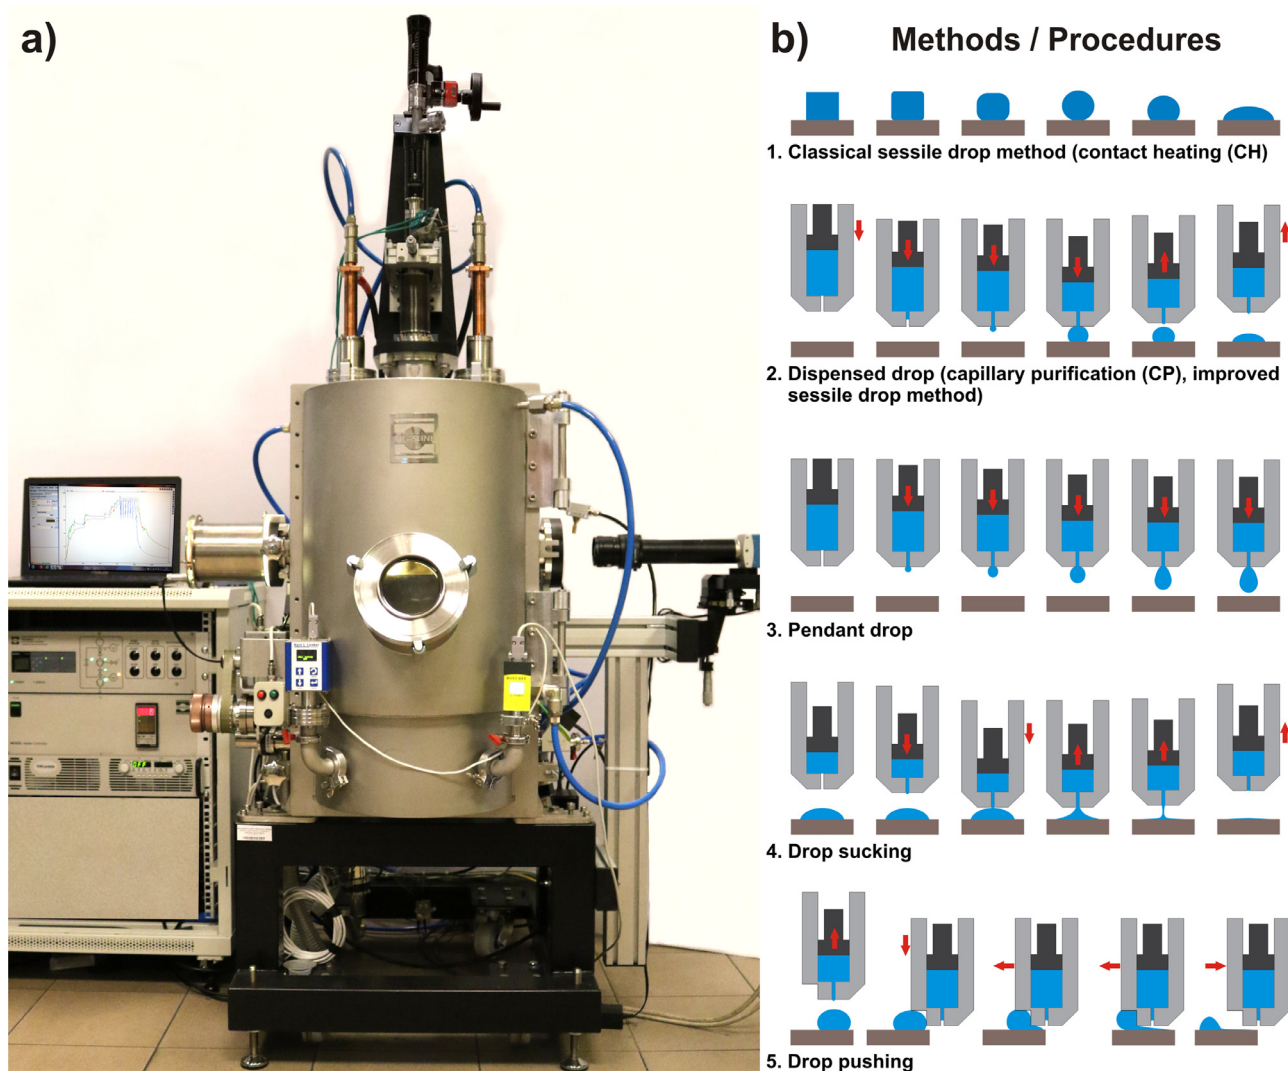 a)
b)
Methods / Procedures
1. Classical sessile drop method (contact heating (CH)
2. Dispensed drop (capillary purification (CP), improved
sessile drop method)
3. Pendant drop
4. Drop sucking
5. Drop pushing